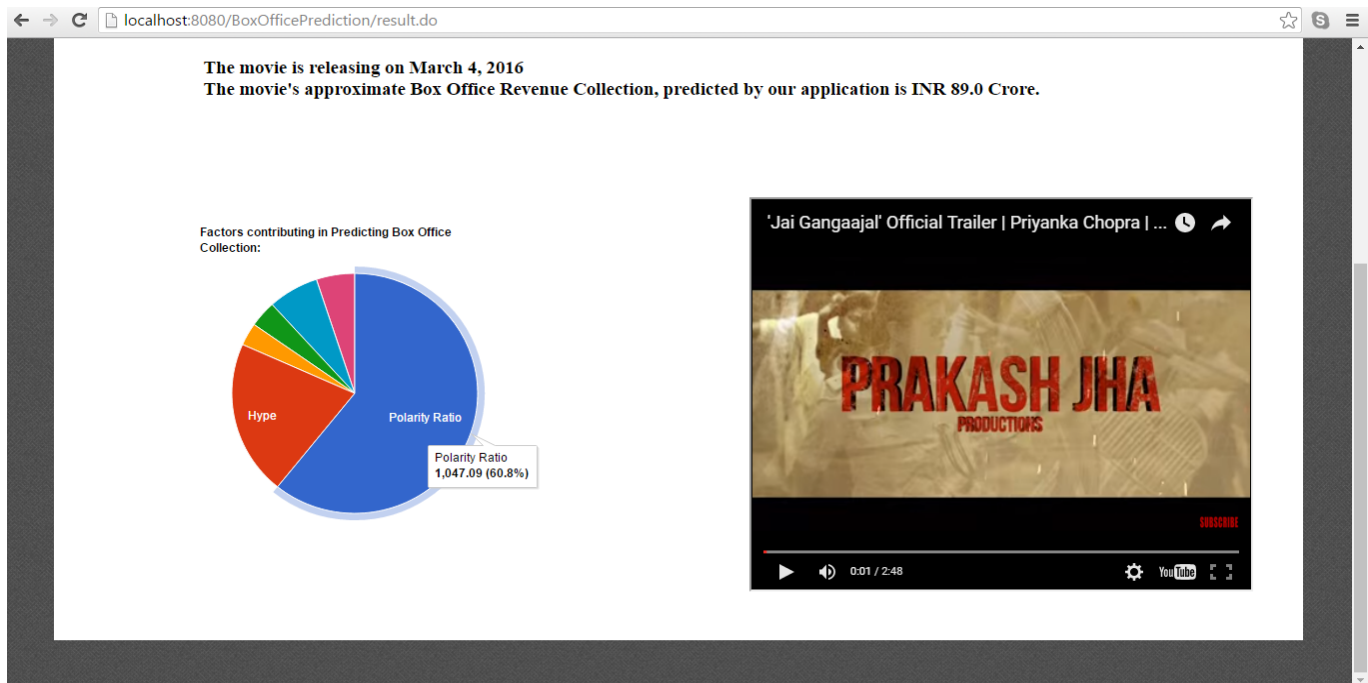 localhost:8080/BoxOfficePrediction/result.do
The movie is releasing on March 4, 2016
The movie's approximate Box Office Revenue Collection, predicted by our application is INR 89.0 Crore.
Factors contributing in Predicting Box Office
Collection:
Hype
Polarity Ratio
Polarity Ratio
1,047.09 (60.8%)
'Jai Gangaajal' Official Trailer | Priyanka Chopra | ...
PRAKASH JHA
PRODUCTIONS
SUBSCRIBE
0:01 / 2:48
YouTube